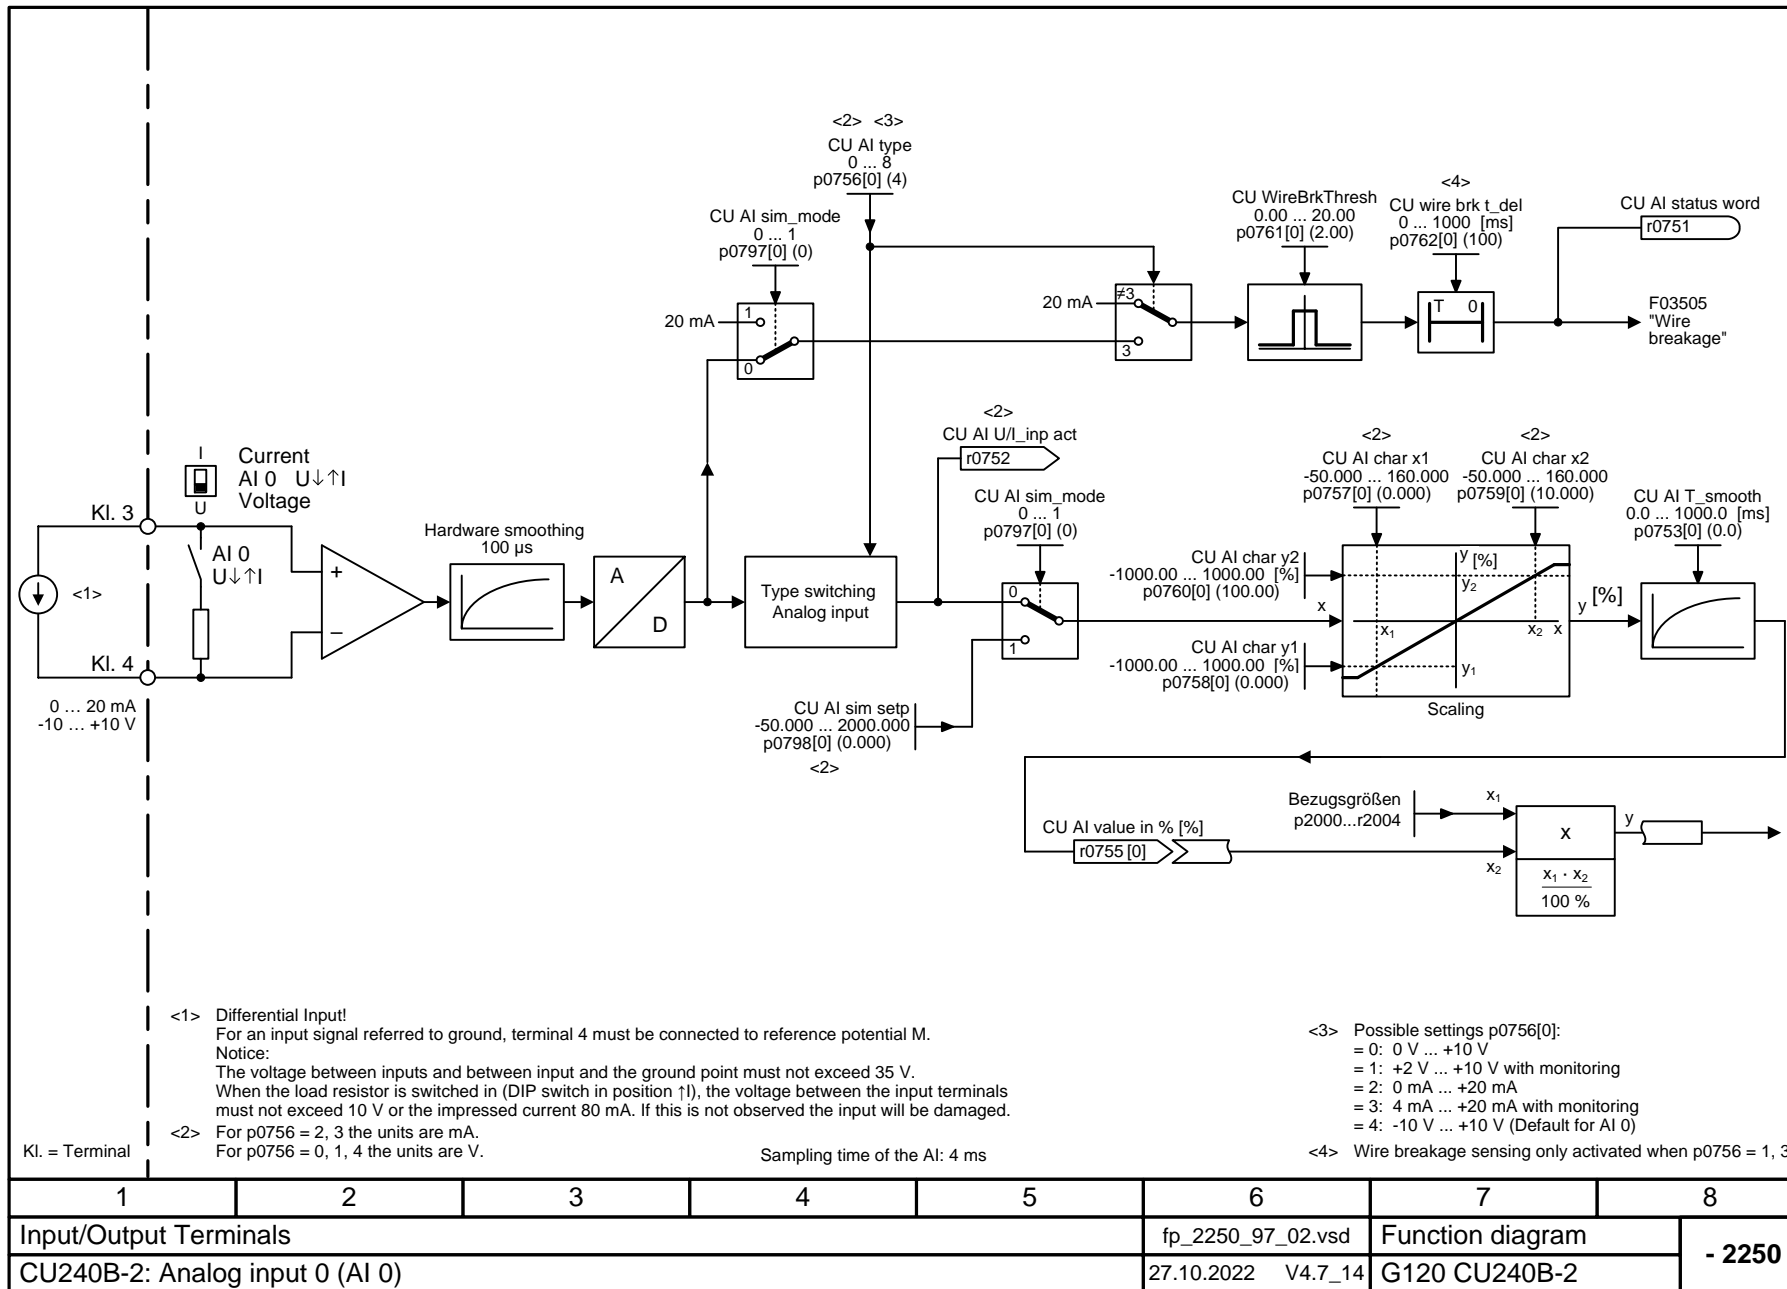 <2> <3>
CU AI type
0 ... 8
p0756[0] (4)
CU AI sim_mode
0 ... 1
p0797[0] (0)
20 mA
1
0
CU WireBrkThresh
0.00 ... 20.00
p0761[0] (2.00)
<4>
CU wire brk t_del
0 ... 1000 [ms]
p0762[0] (100)
CU AI status word
r0751
20 mA
≠3
3
T 0
F03505
"Wire
breakage"
I
U
Current
AI 0 U↓↑I
Voltage
Kl. 3
AI 0
U↓↑I
<1>
Kl. 4
0 ... 20 mA
-10 ... +10 V
+
−
Hardware smoothing
100 µs
A
D
Type switching
Analog input
<2>
CU AI U/I_inp act
r0752
CU AI sim_mode
0 ... 1
p0797[0] (0)
0
1
CU AI sim setp
-50.000 ... 2000.000
p0798[0] (0.000)
<2>
<2>
CU AI char x1
-50.000 ... 160.000
p0757[0] (0.000)
<2>
CU AI char x2
-50.000 ... 160.000
p0759[0] (10.000)
CU AI T_smooth
0.0 ... 1000.0 [ms]
p0753[0] (0.0)
CU AI char y2
-1000.00 ... 1000.00 [%]
p0760[0] (100.00)
x
CU AI char y1
-1000.00 ... 1000.00 [%]
p0758[0] (0.000)
y [%]
y₂
x₁
x₂ x
y₁
Scaling
y [%]
Bezugsgrößen
p2000...r2004
x₁
CU AI value in % [%]
r0755 [0]
x₂
x
x₁ · x₂
100 %
y
<1> Differential Input!
For an input signal referred to ground, terminal 4 must be connected to reference potential M.
Notice:
The voltage between inputs and between input and the ground point must not exceed 35 V.
When the load resistor is switched in (DIP switch in position ↑I), the voltage between the input terminals
must not exceed 10 V or the impressed current 80 mA. If this is not observed the input will be damaged.
<2> For p0756 = 2, 3 the units are mA.
For p0756 = 0, 1, 4 the units are V.
Kl. = Terminal
Sampling time of the AI: 4 ms
<3> Possible settings p0756[0]:
= 0: 0 V ... +10 V
= 1: +2 V ... +10 V with monitoring
= 2: 0 mA ... +20 mA
= 3: 4 mA ... +20 mA with monitoring
= 4: -10 V ... +10 V (Default for AI 0)
<4> Wire breakage sensing only activated when p0756 = 1, 3
1 2 3 4 5 6 7 8
Input/Output Terminals
fp_2250_97_02.vsd
Function diagram
- 2250
CU240B-2: Analog input 0 (AI 0)
27.10.2022 V4.7_14
G120 CU240B-2